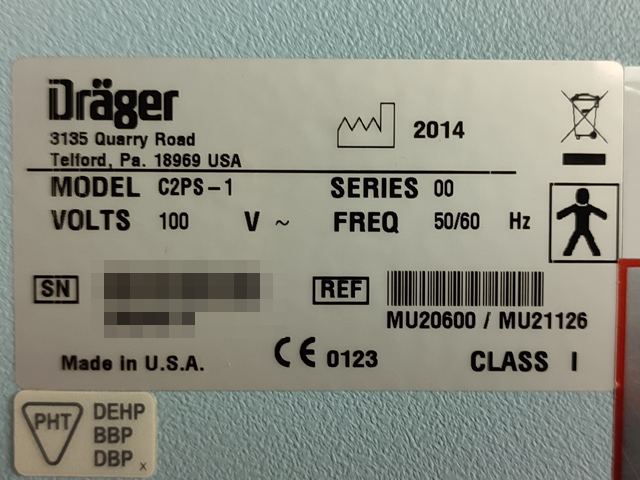 Dräger
3135 Quarry Road
Telford, Pa. 18969 USA
2014
MODEL C2PS-1 SERIES 00
VOLTS 100 V ~ FREQ 50/60 Hz
SN
REF
MU20600 / MU21126
Made in U.S.A. CE 0123 CLASS I
PHT
DEHP
BBP
DBP x